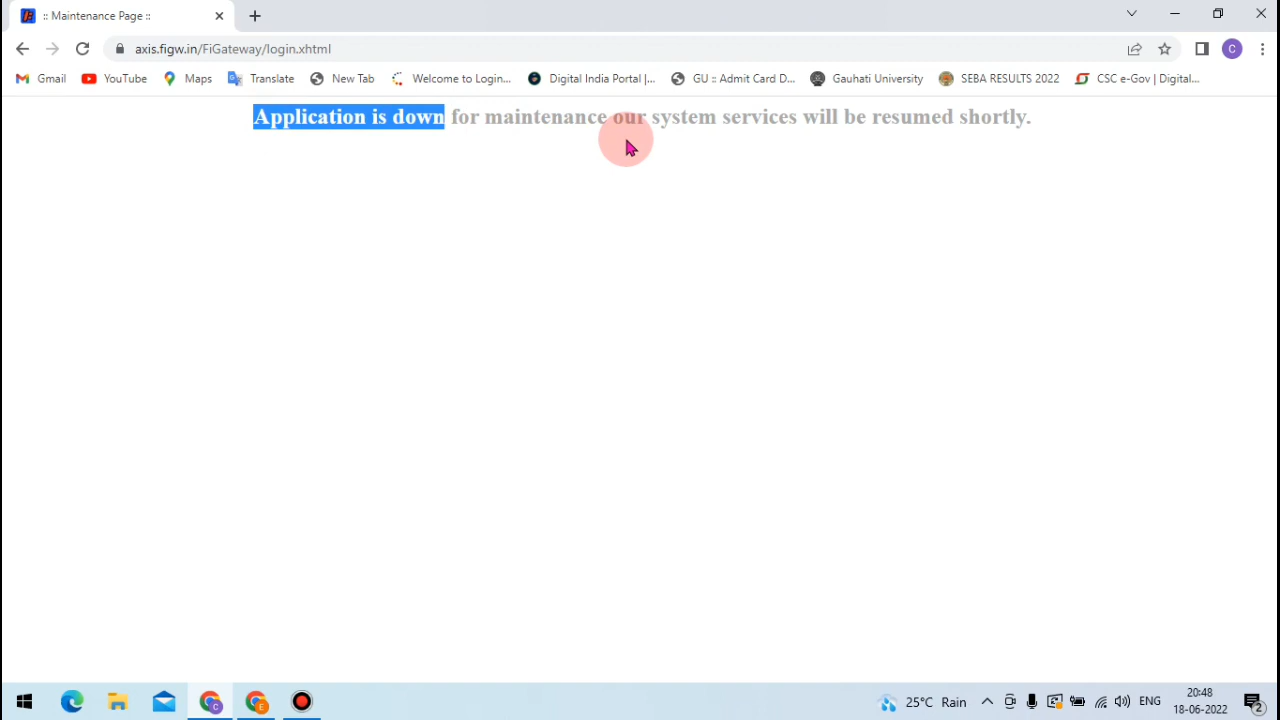 :: Maintenance Page ::
axis.figw.in/FiGateway/login.xhtml
C
Gmail
YouTube
Maps
Translate
New Tab
Welcome to Login...
Digital India Portal |...
GU :: Admit Card D...
Gauhati University
SEBA RESULTS 2022
CSC e-Gov | Digital...
Application is down for maintenance our system services will be resumed shortly.
C
E
25°C Rain
ENG
20:48
18-06-2022
2